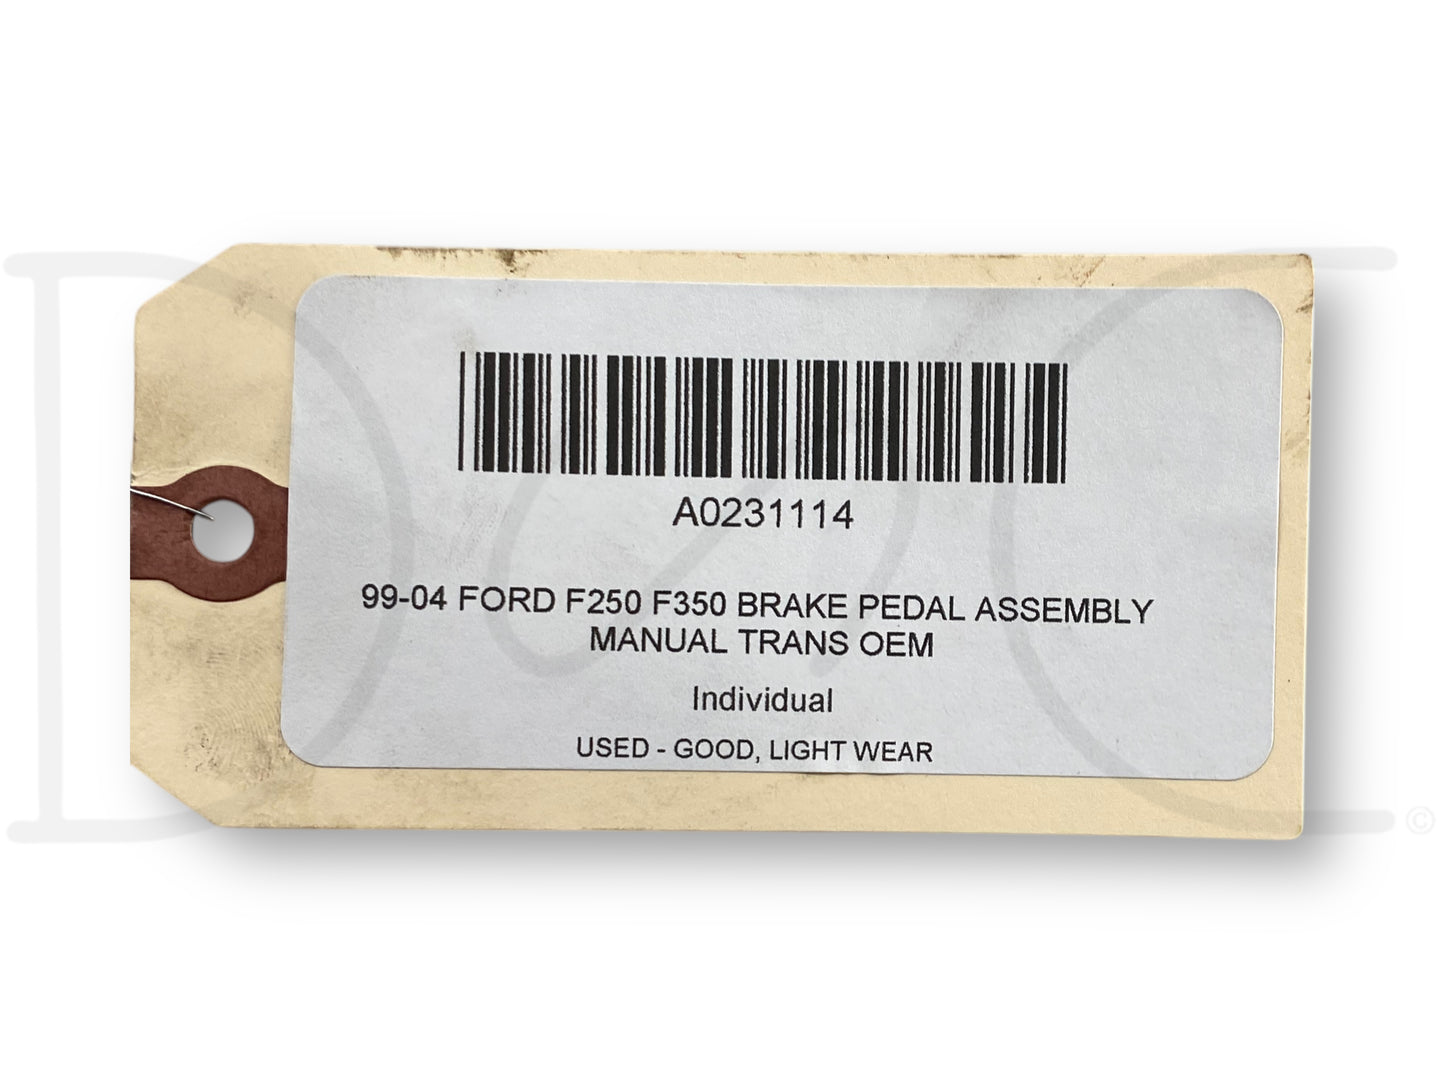 A0231114
99-04 FORD F250 F350 BRAKE PEDAL ASSEMBLY
MANUAL TRANS OEM
Individual
USED - GOOD, LIGHT WEAR
©